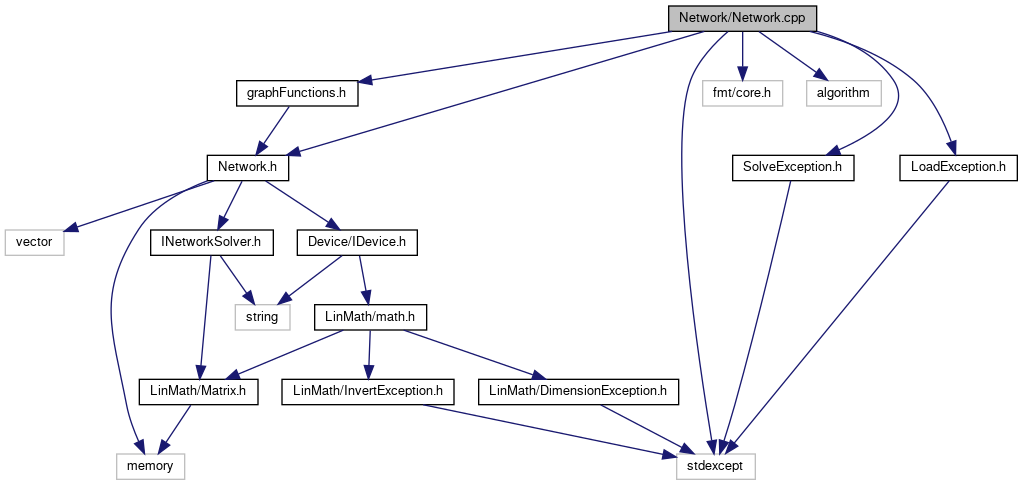 Network/Network.cpp
graphFunctions.h
fmt/core.h
algorithm
Network.h
SolveException.h
LoadException.h
vector
INetworkSolver.h
Device/IDevice.h
string
LinMath/math.h
LinMath/Matrix.h
LinMath/InvertException.h
LinMath/DimensionException.h
memory
stdexcept